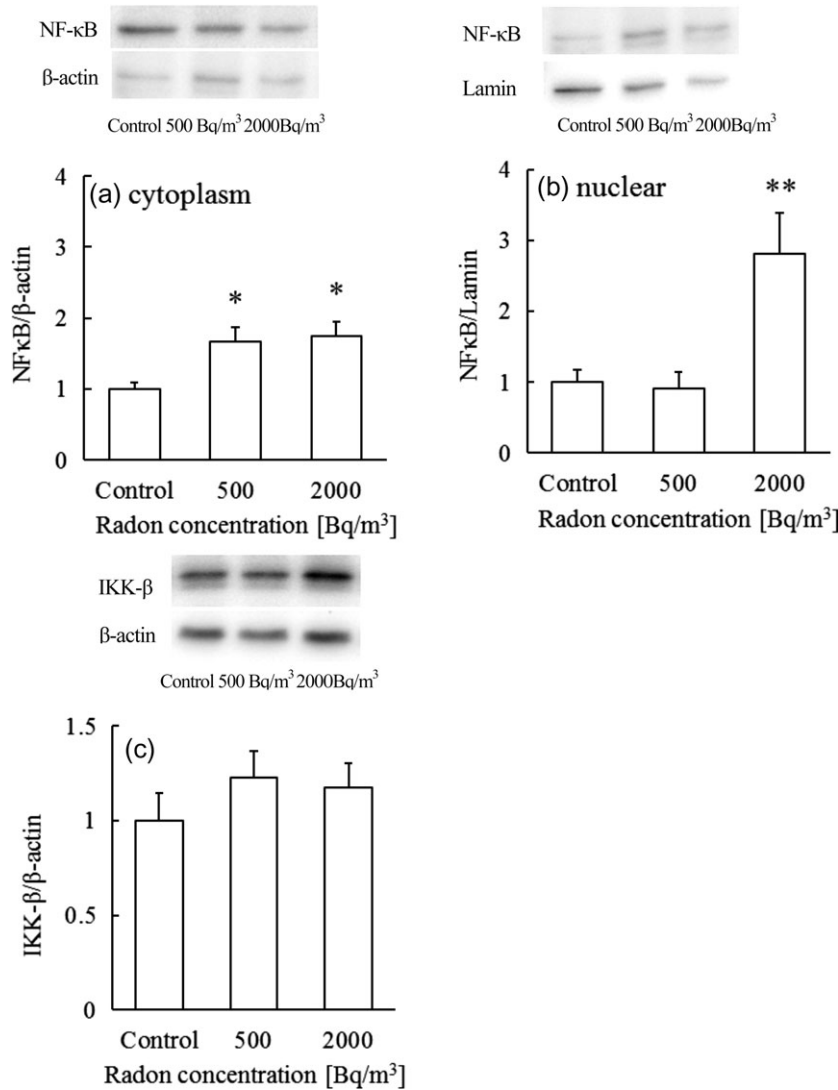 NF-κB
β-actin
Control 500 Bq/m³ 2000Bq/m³
(a) cytoplasm
NFκB/β-actin
4
3
2
1
0
*
*
Control 500 2000
Radon concentration [Bq/m³]
NF-κB
Lamin
Control 500 Bq/m³ 2000Bq/m³
(b) nuclear
NFκB/Lamin
4
3
2
1
0
**
Control 500 2000
Radon concentration [Bq/m³]
IKK-β
β-actin
Control 500 Bq/m³ 2000Bq/m³
(c)
IKK-β/β-actin
1.5
1
0.5
0
Control 500 2000
Radon concentration [Bq/m³]